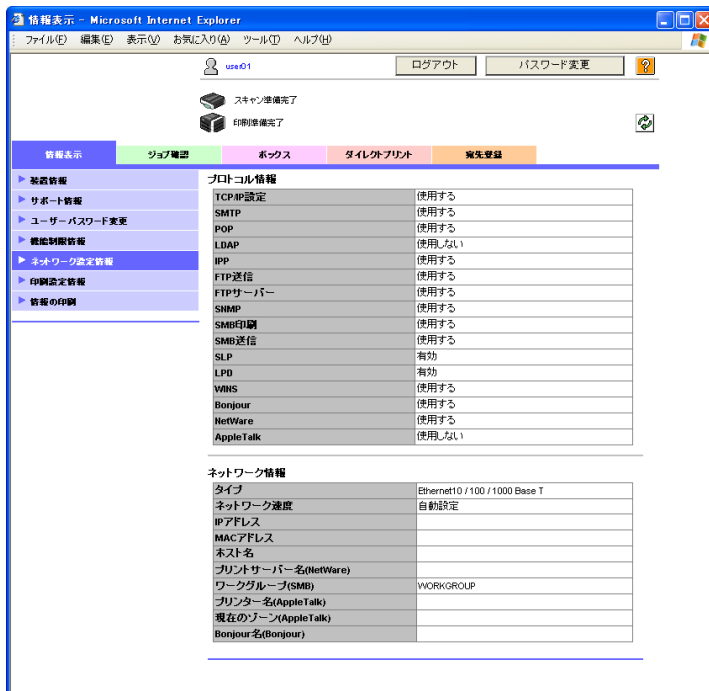 情報表示 - Microsoft Internet Explorer
ファイル(F) 編集(E) 表示(V) お気に入り(A) ツール(T) ヘルプ(H)
user01 ログアウト パスワード変更 ?
スキャン準備完了
印刷準備完了
情報表示 ジョブ確認 ボックス ダイレクトプリント 宛先登録
装置情報
サポート情報
ユーザーパスワード変更
機能制限情報
ネットワーク設定情報
印刷設定情報
情報の印刷
プロトコル情報
TCP/IP設定 使用する
SMTP 使用する
POP 使用する
LDAP 使用しない
IPP 使用する
FTP送信 使用する
FTPサーバー 使用する
SNMP 使用する
SMB印刷 使用する
SMB送信 使用する
SLP 有効
LPD 有効
WINS 使用する
Bonjour 使用する
NetWare 使用する
AppleTalk 使用しない
ネットワーク情報
タイプ Ethernet10 / 100 / 1000 Base T
ネットワーク速度 自動設定
IPアドレス
MACアドレス
ホスト名
プリントサーバー名(NetWare)
ワークグループ(SMB) WORKGROUP
プリンター名(AppleTalk)
現在のゾーン(AppleTalk)
Bonjour名(Bonjour)